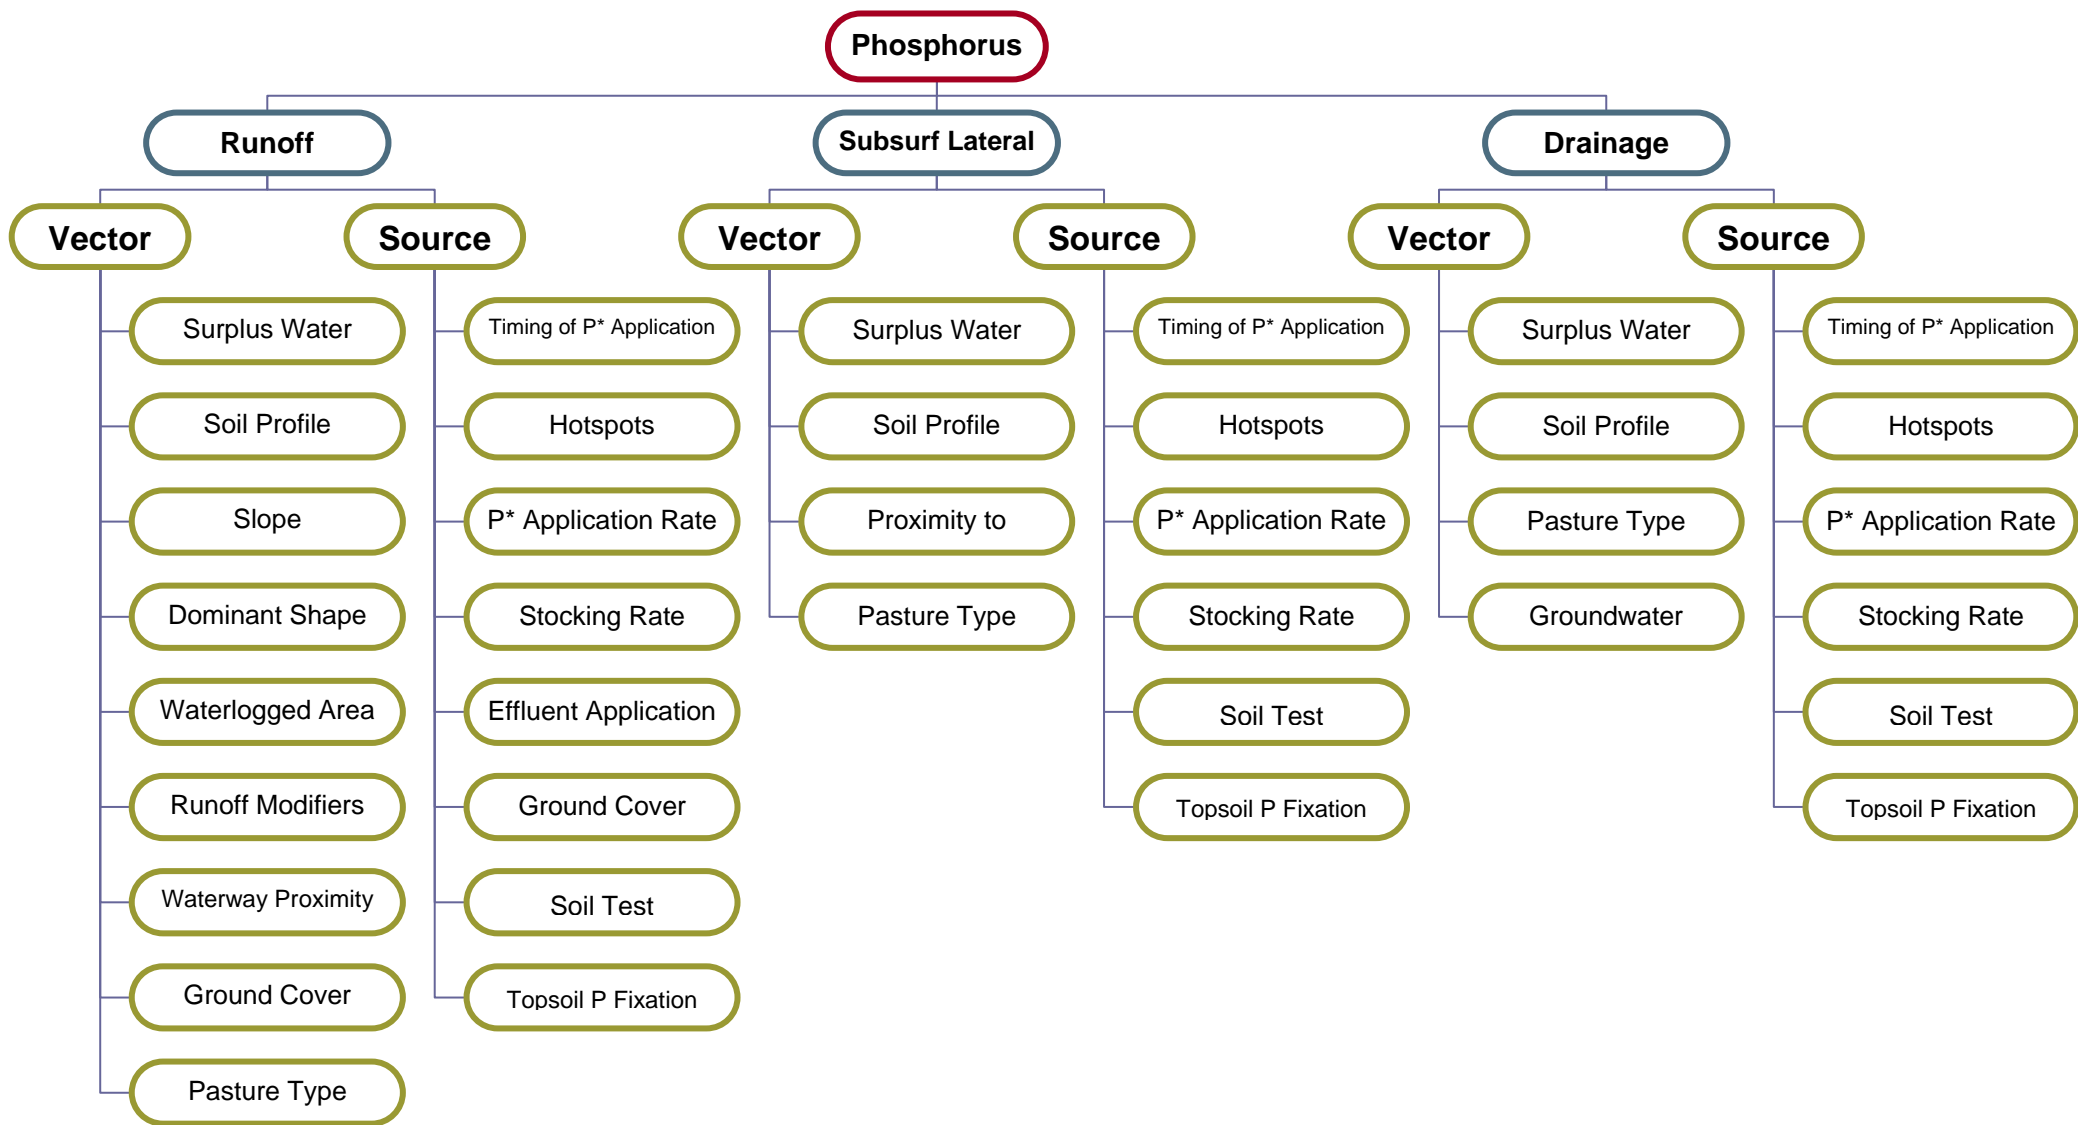 Phosphorus
Runoff
Subsurf Lateral
Drainage
Vector
Source
Vector
Source
Vector
Source
Surplus Water
Soil Profile
Slope
Dominant Shape
Waterlogged Area
Runoff Modifiers
Waterway Proximity
Ground Cover
Pasture Type
Timing of P* Application
Hotspots
P* Application Rate
Stocking Rate
Effluent Application
Ground Cover
Soil Test
Topsoil P Fixation
Surplus Water
Soil Profile
Proximity to
Pasture Type
Timing of P* Application
Hotspots
P* Application Rate
Stocking Rate
Soil Test
Topsoil P Fixation
Surplus Water
Soil Profile
Pasture Type
Groundwater
Timing of P* Application
Hotspots
P* Application Rate
Stocking Rate
Soil Test
Topsoil P Fixation